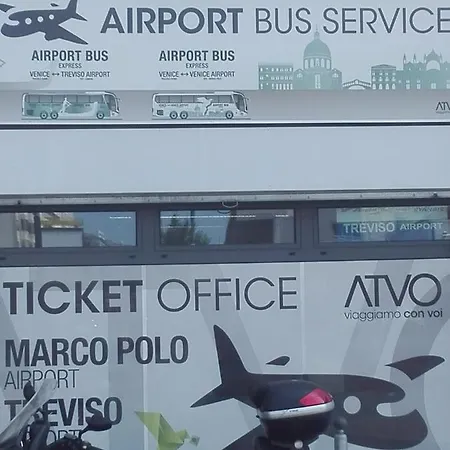 AIRPORT BUS SERVICE
AIRPORT BUS AIRPORT BUS
EXPRESS EXPRESS
VENICE ↔ TREVISO AIRPORT VENICE ↔ VENICE AIRPORT
TREVISO AIRPORT
TICKET OFFICE
ATVO
viaggiamo con voi
MARCO POLO
AIRPORT
TREVISO